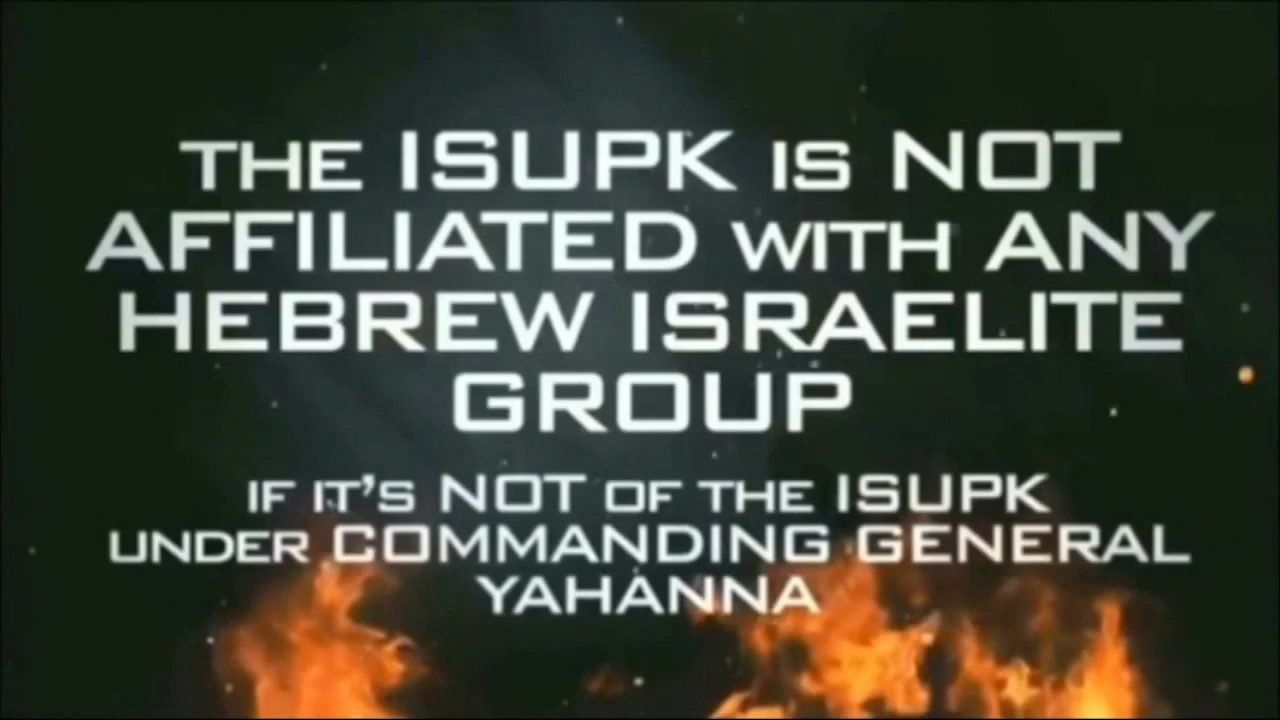 THE ISUPK IS NOT
AFFILIATED WITH ANY
HEBREW ISRAELITE
GROUP
IF IT'S NOT OF THE ISUPK
UNDER COMMANDING GENERAL
YAHANNA